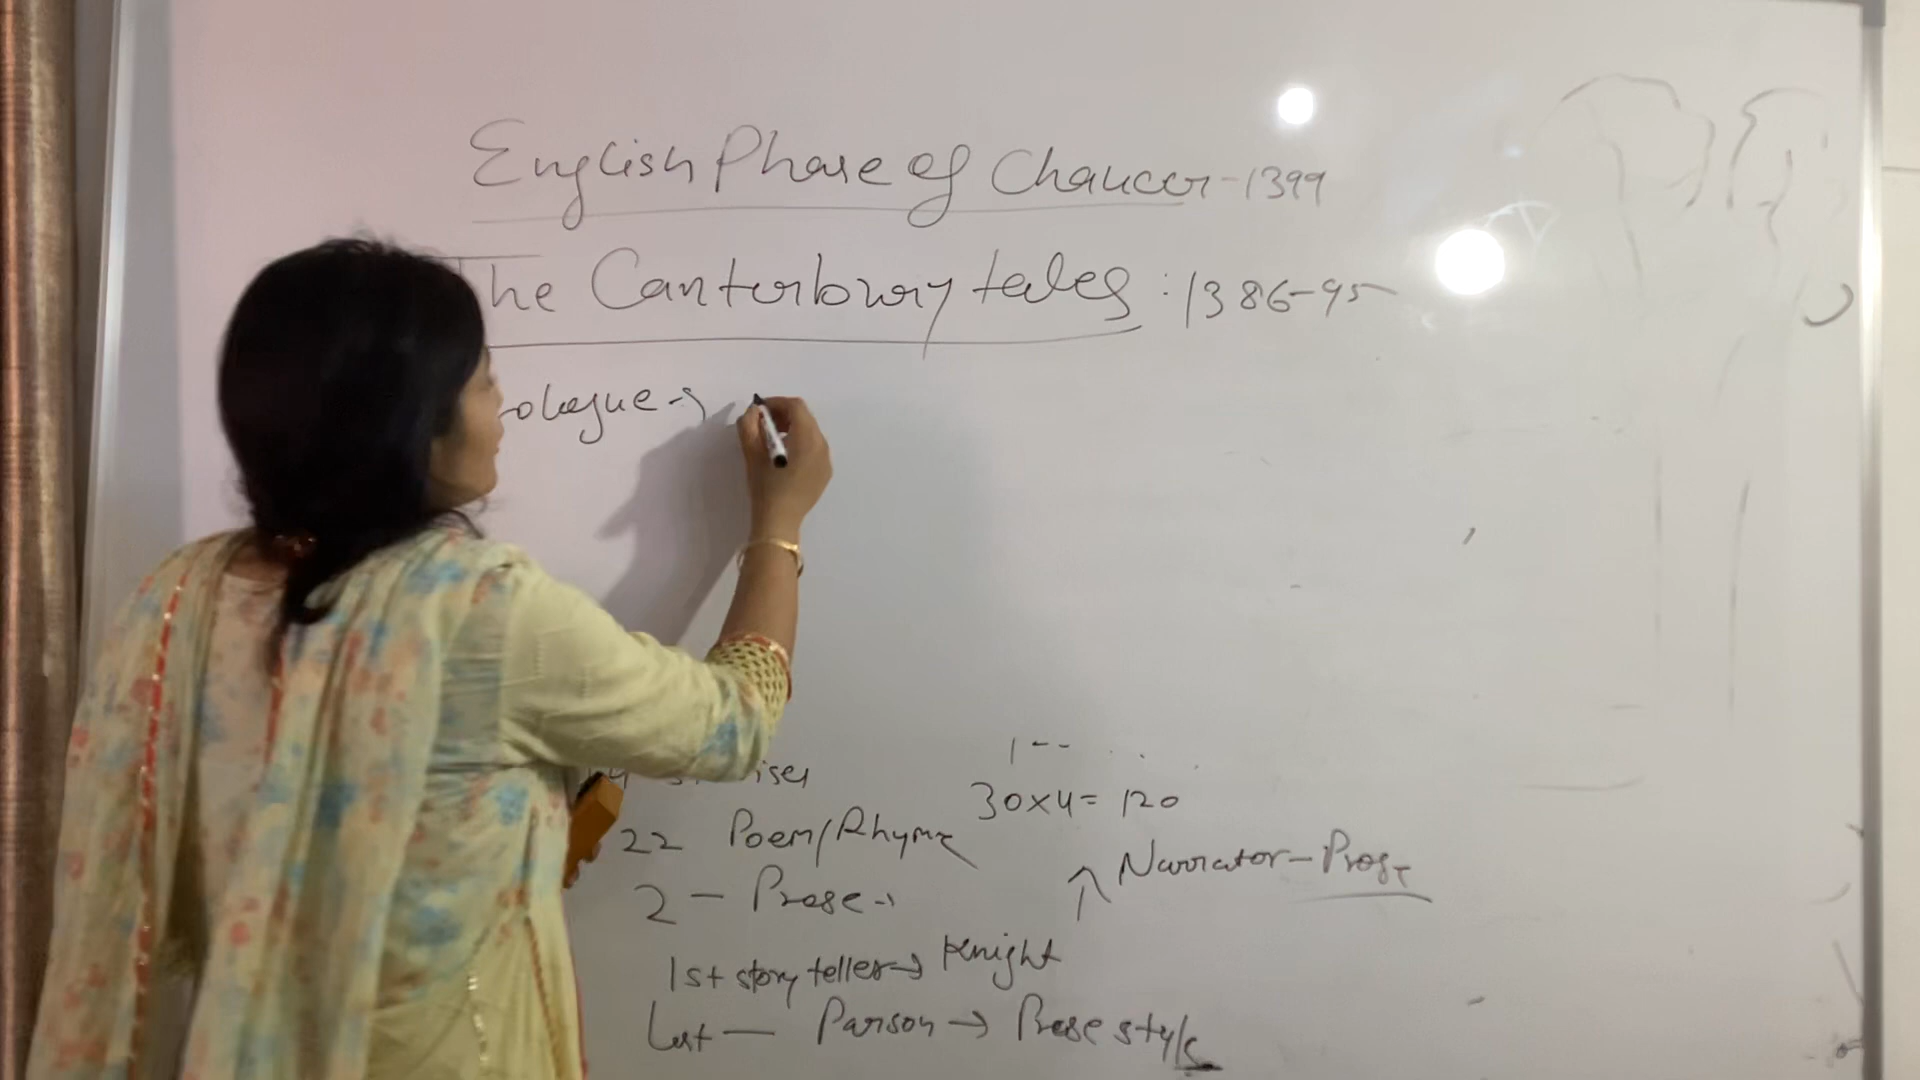 English Phase of Chaucer - 1399
The Canterbury tales : 1386-95
ologue →
1 --
30x4= 120
22 Poem/Rhyme
Narrator - Prose
2 - Prose →
1st story teller → Knight
Last — Parson → Prose style